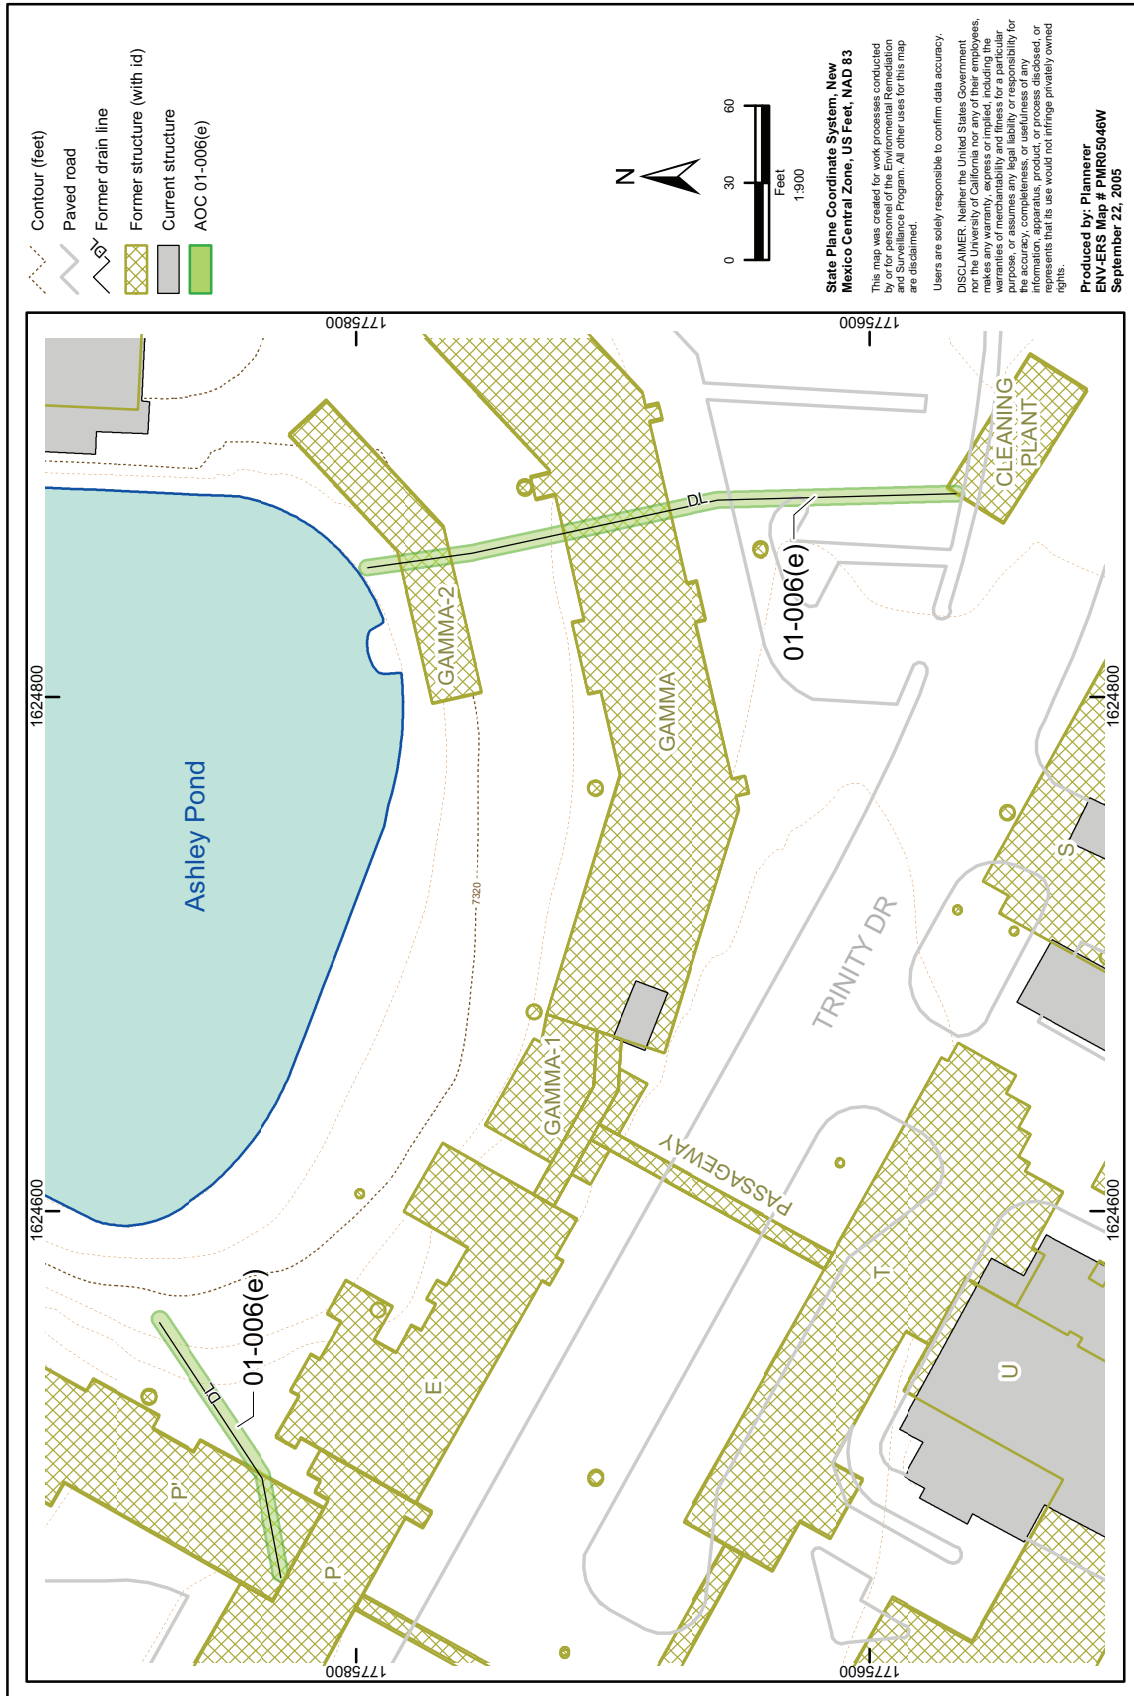 Contour (feet)
Paved road
DL
Former drain line
Former structure (with id)
Current structure
AOC 01-006(e)
N
0
30
60
Feet
1:900
State Plane Coordinate System, New
Mexico Central Zone, US Feet, NAD 83
This map was created for work processes conducted
by or for personnel of the Environmental Remediation
and Surveillance Program. All other uses for this map
are disclaimed.
Users are solely responsible to confirm data accuracy.
DISCLAIMER. Neither the United States Government
nor the University of California nor any of their employees,
makes any warranty, express or implied, including the
warranties of merchantability and fitness for a particular
purpose, or assumes any legal liability or responsibility for
the accuracy, completeness, or usefulness of any
information, apparatus, product, or process disclosed, or
represents that its use would not infringe privately owned
rights.
Produced by: Plannerer
ENV-ERS Map # PMR05046W
September 22, 2005
1624600
1624800
1775800
1775600
Ashley Pond
01-006(e)
DL
P'
P
E
7320
GAMMA-2
GAMMA-1
GAMMA
DL
01-006(e)
CLEANING
PLANT
PASSAGEWAY
TRINITY DR
S
T
U
1775800
1775600
1624600
1624800